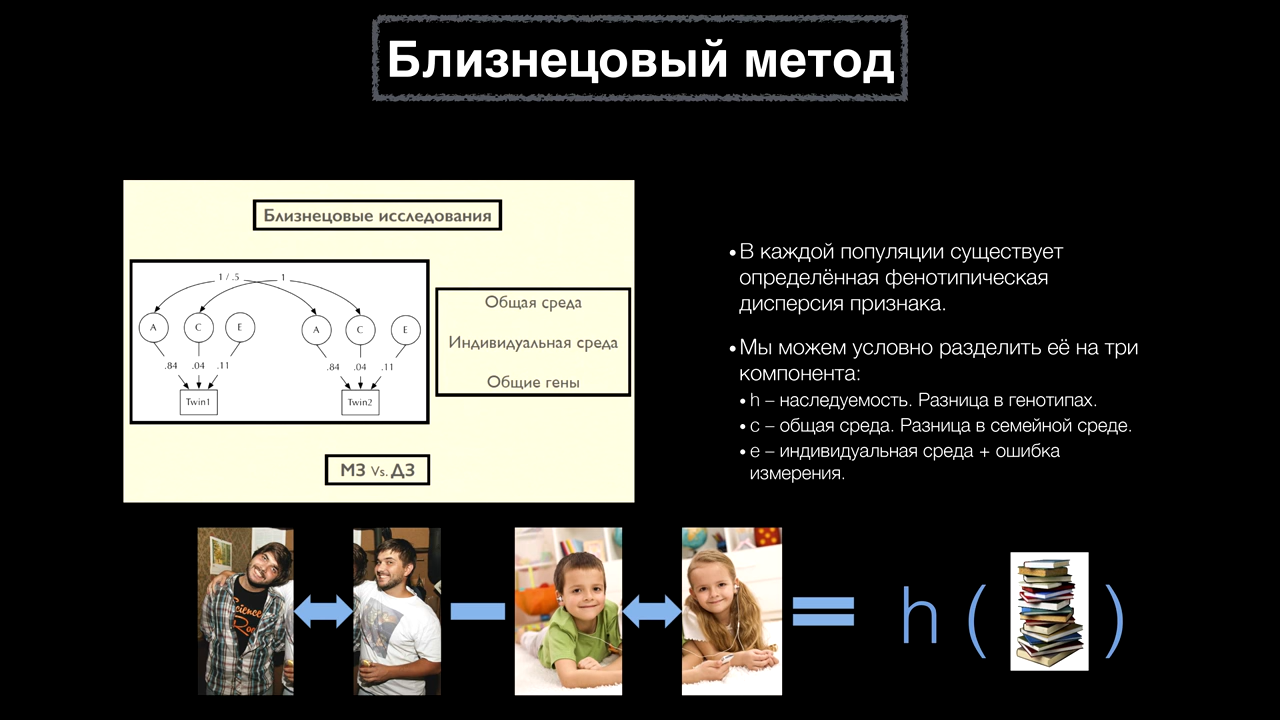 Близнецовый метод
Близнецовые исследования
1 / .5
1
A
C
E
A
C
E
.84
.04
.11
.84
.04
.11
Twin1
Twin2
Общая среда
Индивидуальная среда
Общие гены
МЗ Vs. ДЗ
•В каждой популяции существует
определённая фенотипическая
дисперсия признака.
•Мы можем условно разделить её на три
компонента:
• h – наследуемость. Разница в генотипах.
• c – общая среда. Разница в семейной среде.
• e – индивидуальная среда + ошибка
измерения.
Science
h ( )